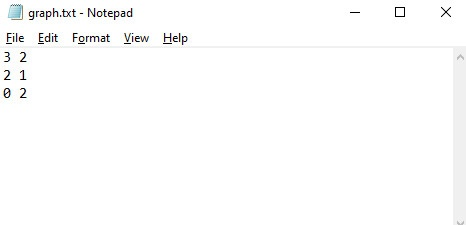 graph.txt - Notepad
File Edit Format View Help
3 2
2 1
0 2